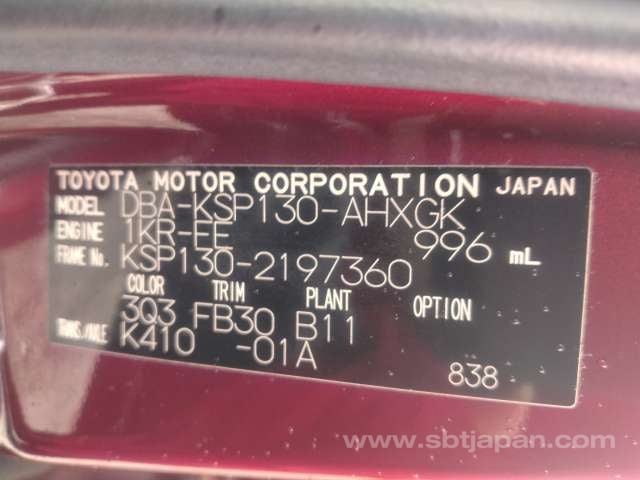 TOYOTA MOTOR CORPORATION JAPAN
MODEL DBA-KSP130-AHXGK
ENGINE 1KR-FE 996 mL
FRAME No. KSP130-2197360
COLOR TRIM PLANT OPTION
3Q3 FB30 B11
TRANS./AXLE K410 -01A
838
www.sbtjapan.com